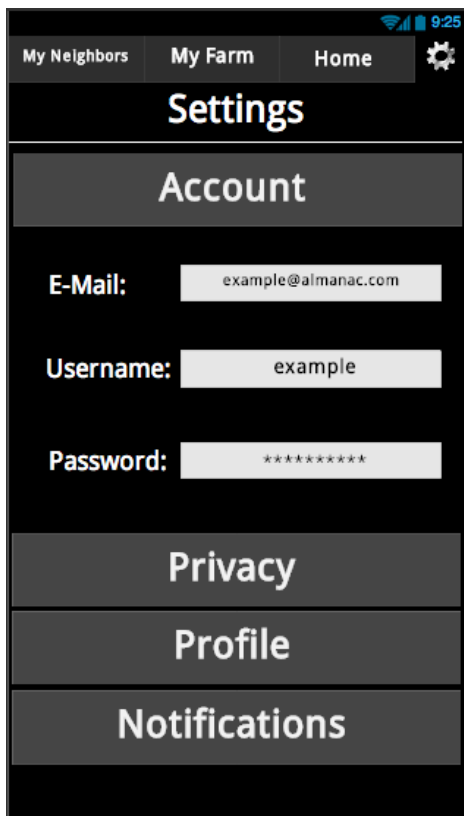 9:25
My Neighbors My Farm Home
Settings
Account
E-Mail: example@almanac.com
Username: example
Password: **********
Privacy
Profile
Notifications